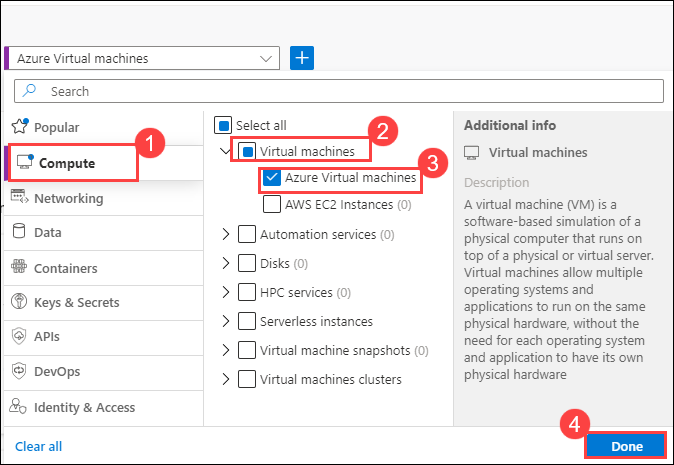 Azure Virtual machines
Search
Popular
1
Compute
Networking
Data
Containers
Keys & Secrets
APIs
DevOps
Identity & Access
Select all
2
Virtual machines
3
Azure Virtual machines
AWS EC2 Instances (0)
Automation services (0)
Disks (0)
HPC services (0)
Serverless instances
Virtual machine snapshots (0)
Virtual machines clusters
Additional info
Virtual machines
Description
A virtual machine (VM) is a
software-based simulation of a
physical computer that runs on
top of a physical or virtual server.
Virtual machines allow multiple
operating systems and
applications to run on the same
physical hardware, without the
need for each operating system
and application to have its own
physical hardware
Clear all
4
Done